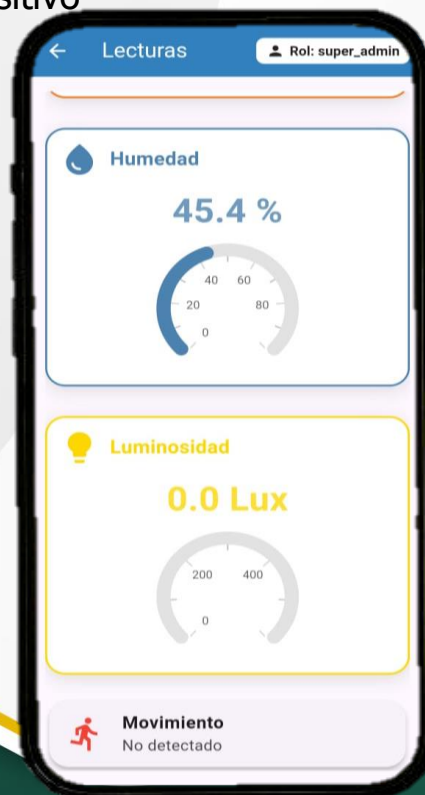 sitivo
Lecturas
Rol: super_admin
Humedad
45.4 %
40 60
20 80
0
Luminosidad
0.0 Lux
200 400
0
Movimiento
No detectado